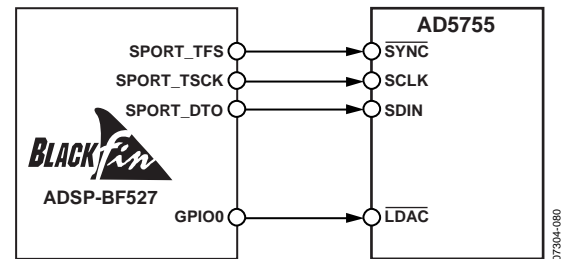 AD5755
SPORT_TFS
SYNC
SPORT_TSCK
SCLK
SPORT_DTO
SDIN
BLACKfin
ADSP-BF527
GPIO0
LDAC
07304-080